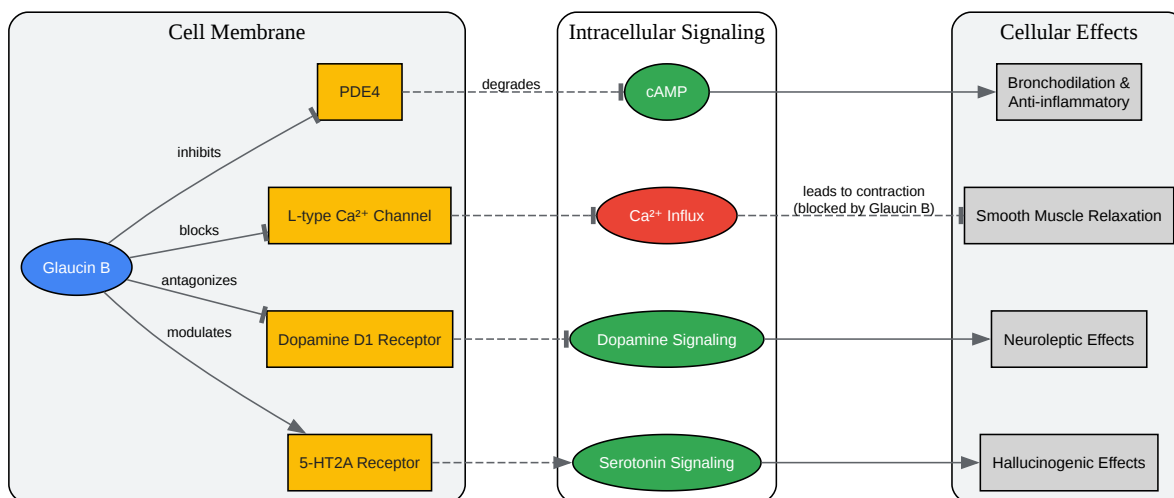 Cell Membrane
Intracellular Signaling
Cellular Effects
PDE4
degrades
cAMP
Bronchodilation &
Anti-inflammatory
inhibits
L-type Ca²⁺ Channel
Ca²⁺ Influx
leads to contraction
(blocked by Glaucin B)
Smooth Muscle Relaxation
blocks
Glaucin B
antagonizes
modulates
Dopamine D1 Receptor
Dopamine Signaling
Neuroleptic Effects
5-HT2A Receptor
Serotonin Signaling
Hallucinogenic Effects